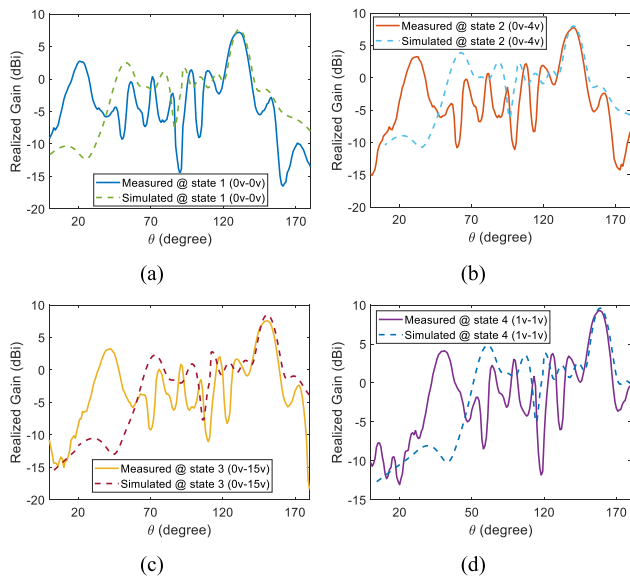 10
5
0
-5
-10
-15
-20
Realized Gain (dBi)
Measured @ state 1 (0v-0v)
Simulated @ state 1 (0v-0v)
20
70
120
170
θ (degree)
(a)
10
5
0
-5
-10
-15
-20
Realized Gain (dBi)
Measured @ state 2 (0v-4v)
Simulated @ state 2 (0v-4v)
20
70
120
170
θ (degree)
(b)
10
5
0
-5
-10
-15
-20
Realized Gain (dBi)
Measured @ state 3 (0v-15v)
Simulated @ state 3 (0v-15v)
20
70
120
170
θ (degree)
(c)
10
5
0
-5
-10
-15
Realized Gain (dBi)
Measured @ state 4 (1v-1v)
Simulated @ state 4 (1v-1v)
20
50
120
170
θ (degree)
(d)